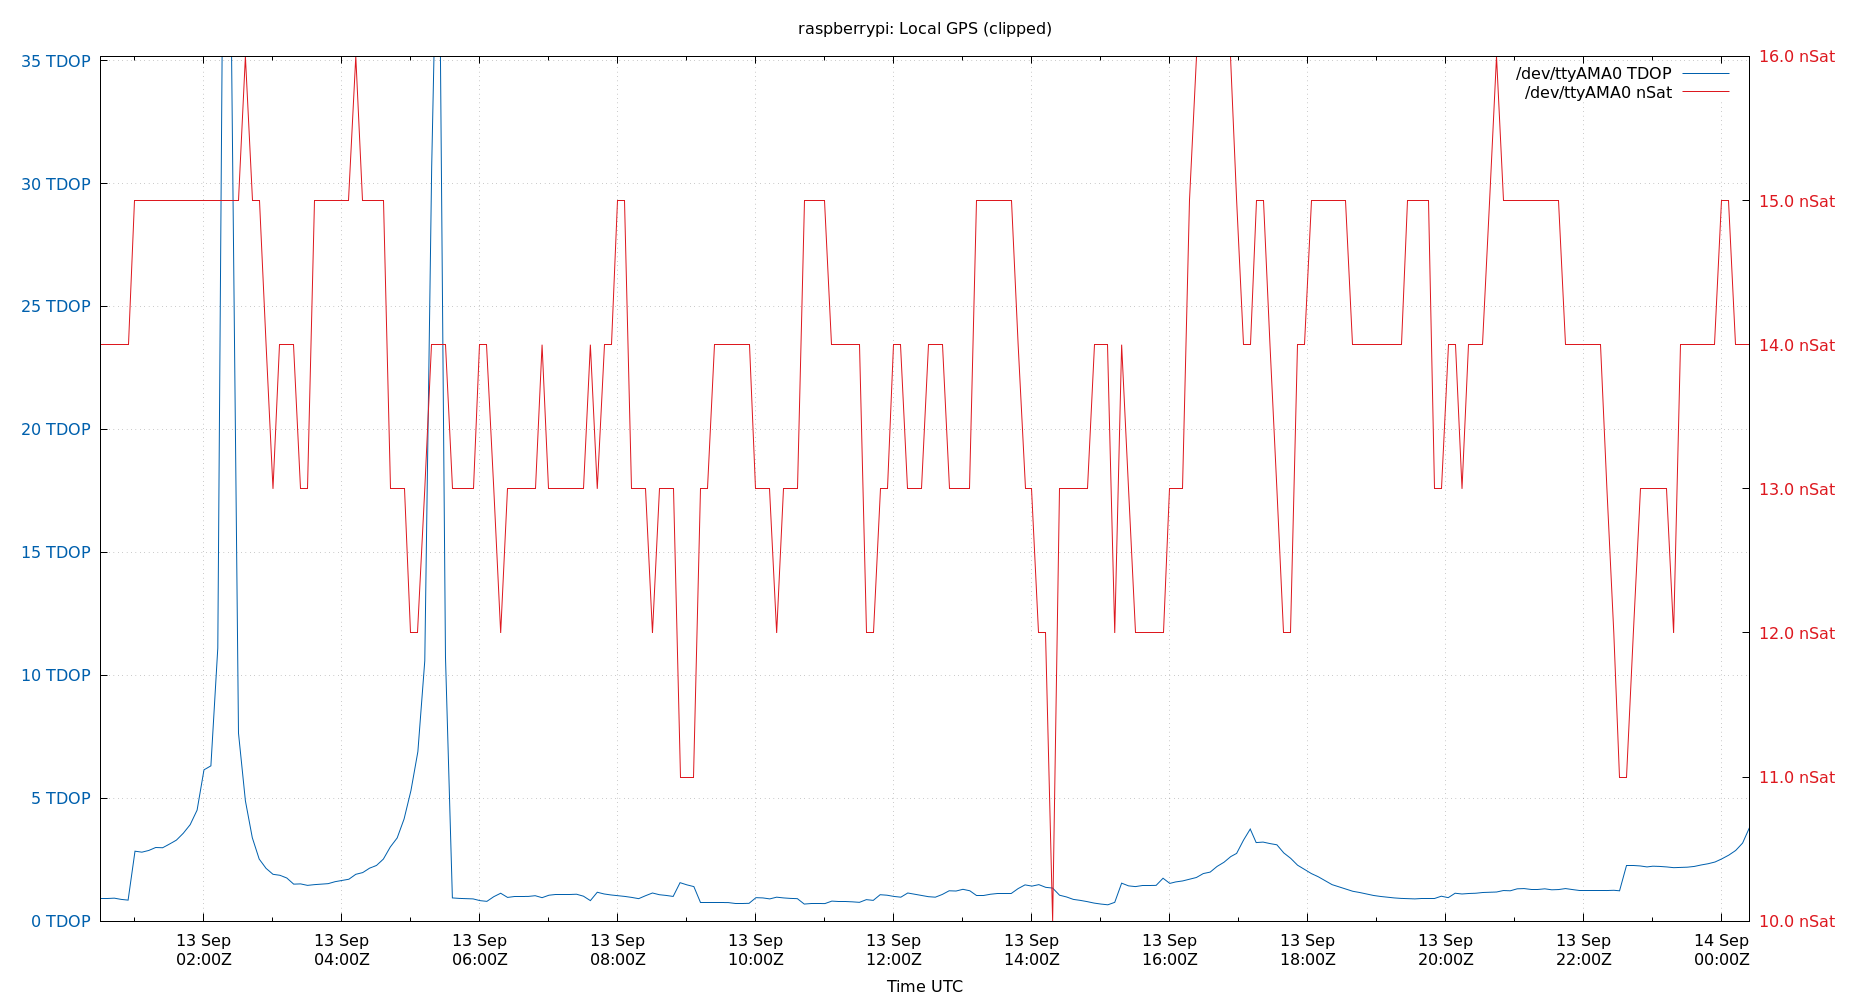 raspberrypi: Local GPS (clipped)
35 TDOP
30 TDOP
25 TDOP
20 TDOP
15 TDOP
10 TDOP
5 TDOP
0 TDOP
16.0 nSat
15.0 nSat
14.0 nSat
13.0 nSat
12.0 nSat
11.0 nSat
10.0 nSat
/dev/ttyAMA0 TDOP
/dev/ttyAMA0 nSat
13 Sep
02:00Z
13 Sep
04:00Z
13 Sep
06:00Z
13 Sep
08:00Z
13 Sep
10:00Z
13 Sep
12:00Z
13 Sep
14:00Z
13 Sep
16:00Z
13 Sep
18:00Z
13 Sep
20:00Z
13 Sep
22:00Z
14 Sep
00:00Z
Time UTC